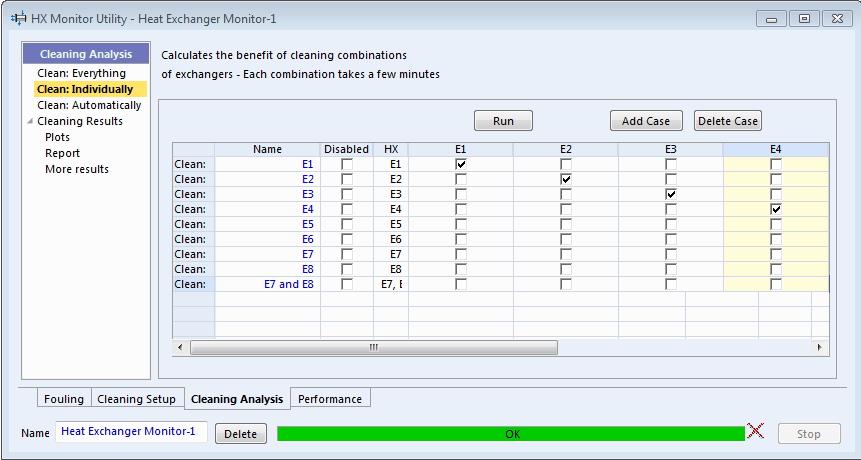 HX Monitor Utility - Heat Exchanger Monitor-1
Cleaning Analysis
Clean: Everything
Clean: Individually
Clean: Automatically
Cleaning Results
Plots
Report
More results
Calculates the benefit of cleaning combinations
of exchangers - Each combination takes a few minutes
Run Add Case Delete Case
Name Disabled HX E1 E2 E3 E4
Clean: E1 E1
Clean: E2 E2
Clean: E3 E3
Clean: E4 E4
Clean: E5 E5
Clean: E6 E6
Clean: E7 E7
Clean: E8 E8
Clean: E7 and E8 E7,
Fouling Cleaning Setup Cleaning Analysis Performance
Name Heat Exchanger Monitor-1 Delete OK Stop